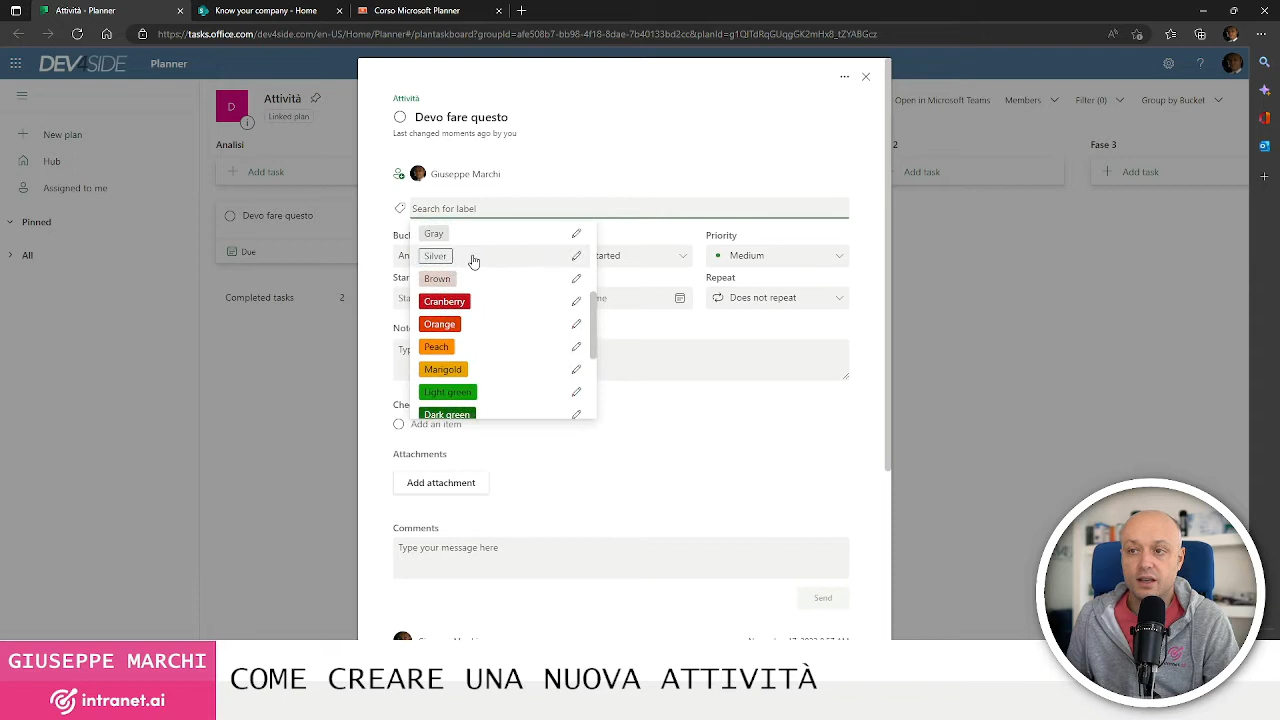 Attività - Planner
Know your company - Home
Corso Microsoft Planner
https://tasks.office.com/dev4side.com/en-US/Home/Planner#/plantaskboard?groupId=afe508b7-bb98-4f18-8dae-7b40133bd2cc&planId=g1QlTdRqGUqgGK2mHx8_tZYABGcz
DEV4SIDE
Planner
New plan
Hub
Assigned to me
Pinned
All
D
Attività
Linked plan
Open in Microsoft Teams
Members
Filter (0)
Group by Bucket
Analisi
Add task
Devo fare questo
Due
Completed tasks
2
2
Add task
Fase 3
Add task
Attività
Devo fare questo
Last changed moments ago by you
Giuseppe Marchi
Search for label
Gray
Silver
Brown
Cranberry
Orange
Peach
Marigold
Light green
Dark green
Priority
Medium
Repeat
Does not repeat
Add an item
Attachments
Add attachment
Comments
Type your message here
Send
GIUSEPPE MARCHI
intranet.ai
COME CREARE UNA NUOVA ATTIVITÀ